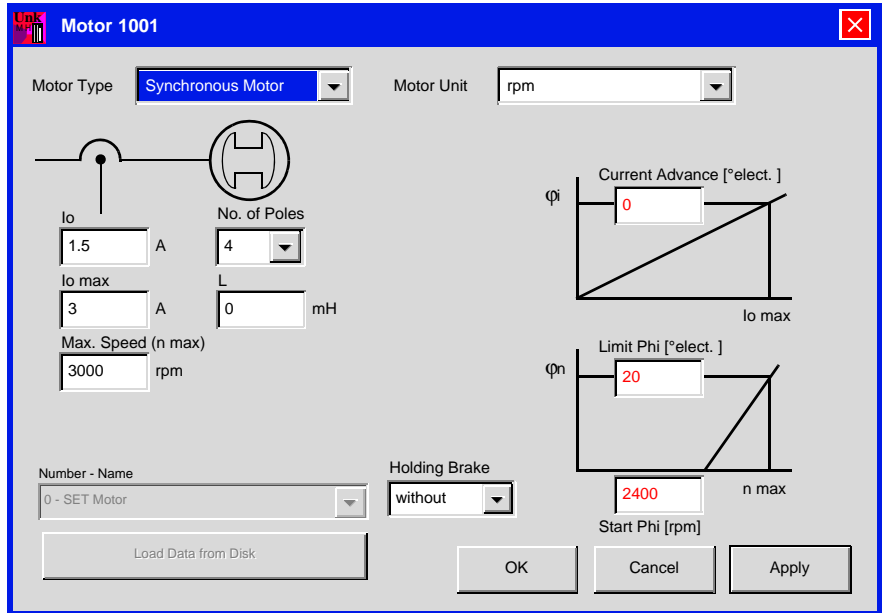 Unk
Motor 1001
Motor Type
Synchronous Motor
Motor Unit
rpm
Io
1.5
A
No. of Poles
4
Io max
3
A
L
0
mH
Max. Speed (n max)
3000
rpm
Current Advance [°elect. ]
φi
0
Io max
Limit Phi [°elect. ]
φn
20
2400
n max
Start Phi [rpm]
Number - Name
0 - SET Motor
Holding Brake
without
Load Data from Disk
OK
Cancel
Apply